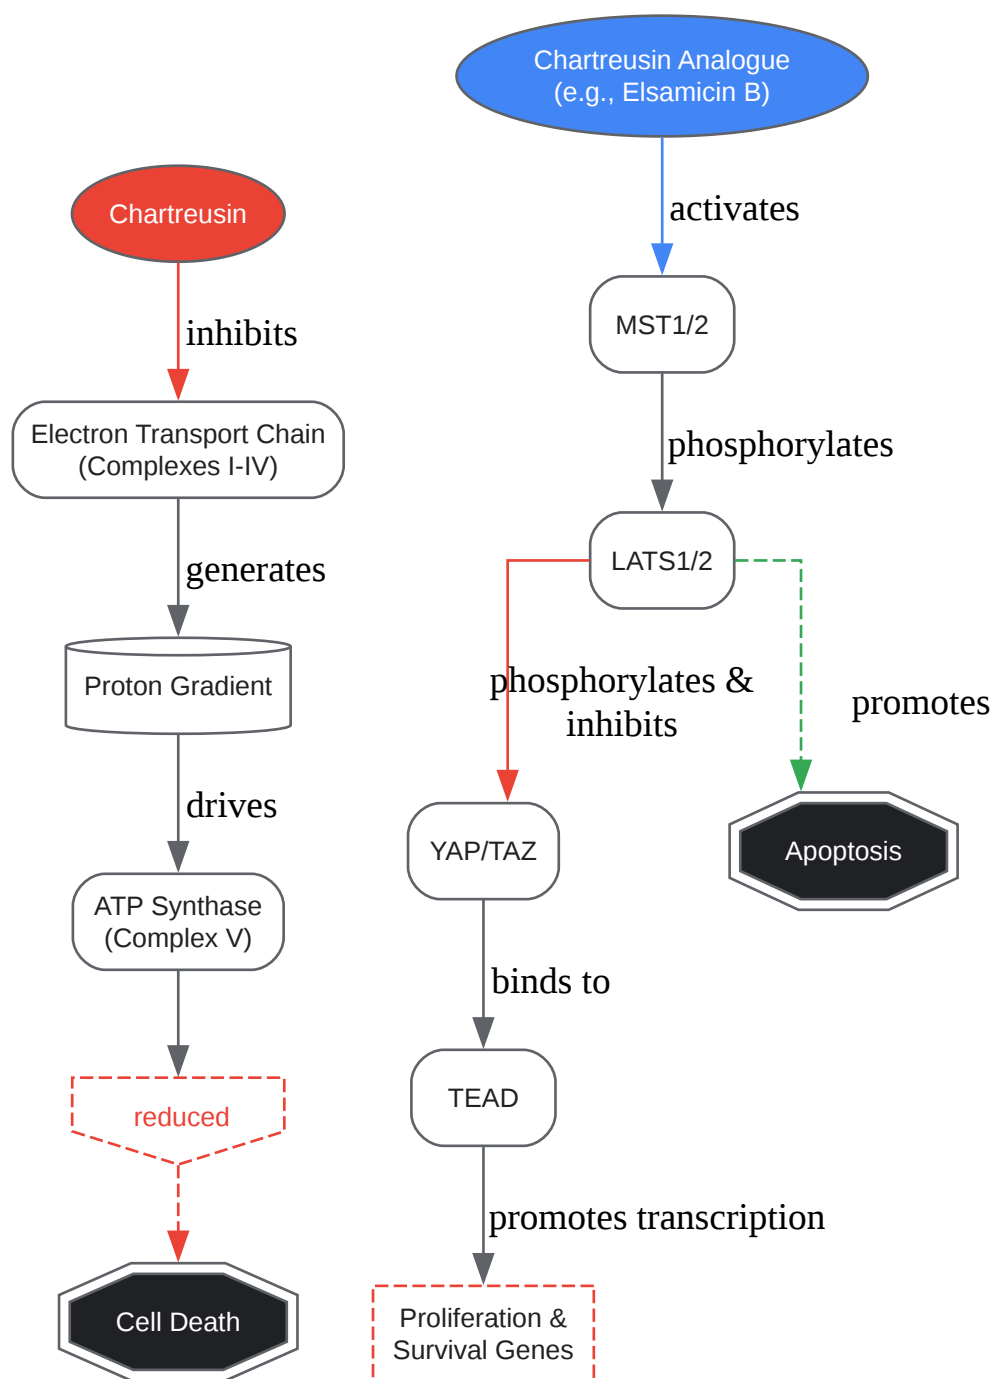 Chartreusin
inhibits
Electron Transport Chain
(Complexes I-IV)
generates
Proton Gradient
drives
ATP Synthase
(Complex V)
reduced
Cell Death
Chartreusin Analogue
(e.g., Elsamicin B)
activates
MST1/2
phosphorylates
LATS1/2
phosphorylates &
inhibits
promotes
YAP/TAZ
Apoptosis
binds to
TEAD
promotes transcription
Proliferation &
Survival Genes